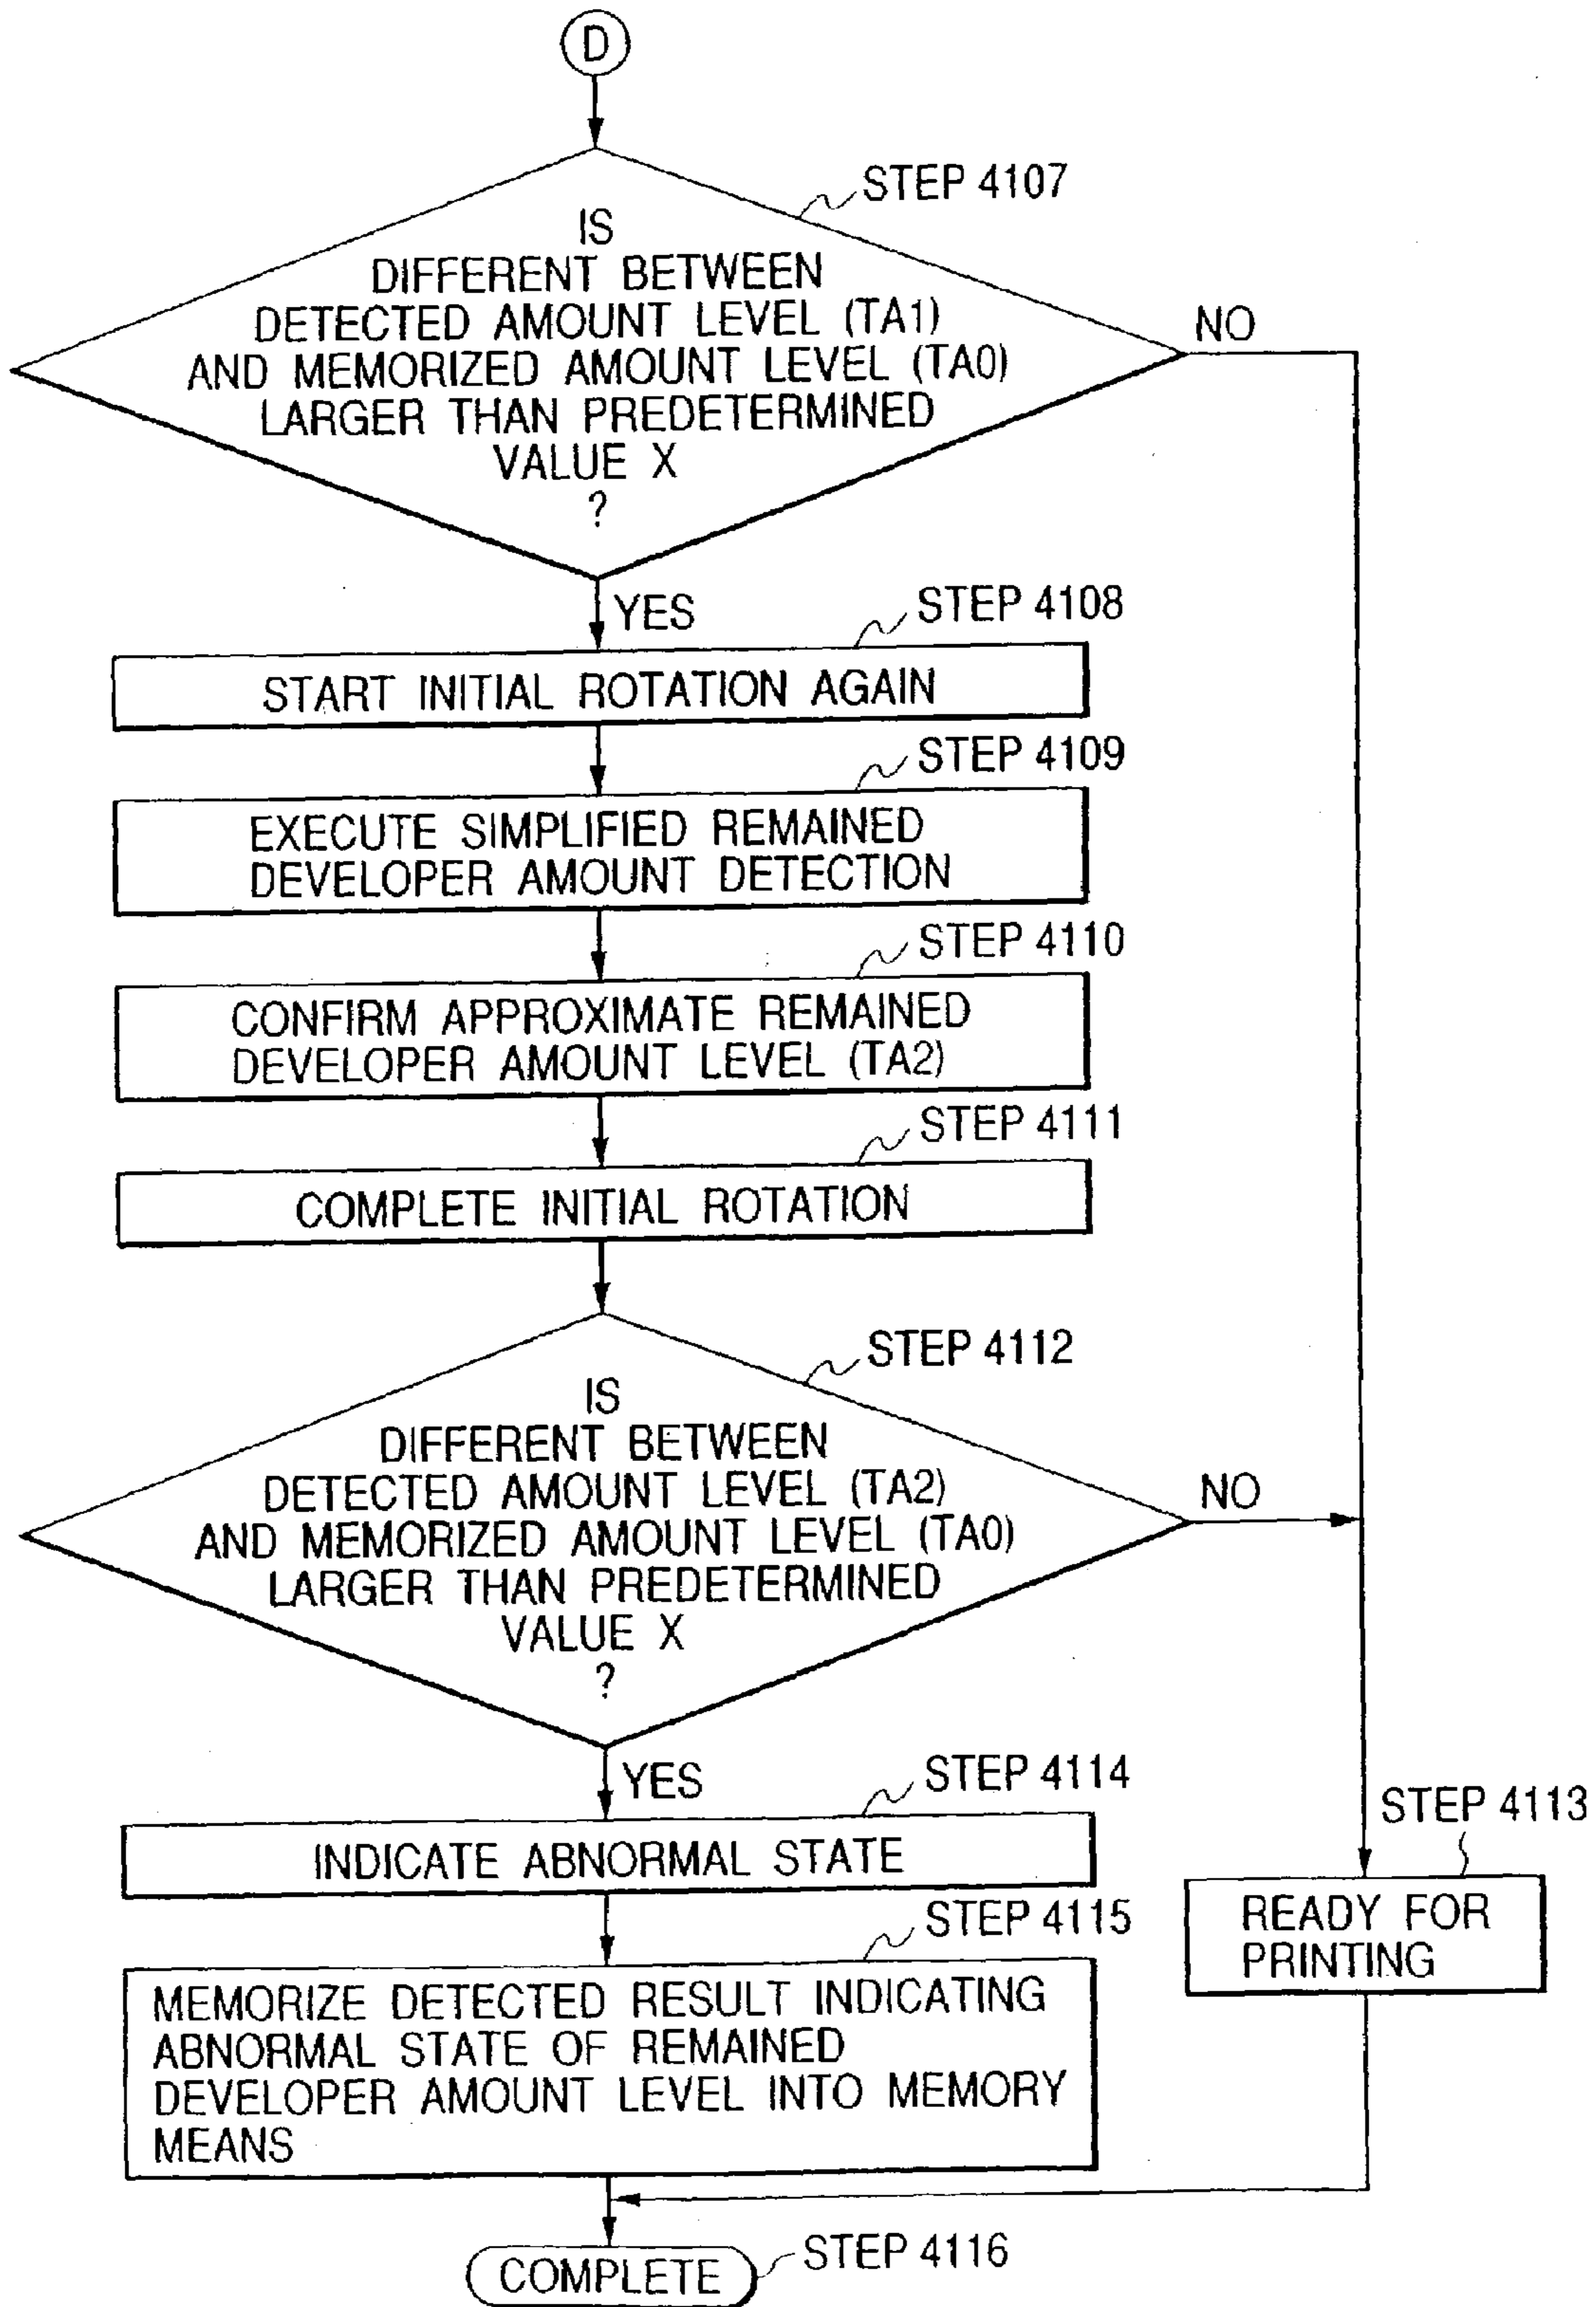 D
STEP 4107
IS
DIFFERENT BETWEEN
DETECTED AMOUNT LEVEL (TA1)
AND MEMORIZED AMOUNT LEVEL (TA0)
LARGER THAN PREDETERMINED
VALUE X
?
NO
YES
STEP 4108
START INITIAL ROTATION AGAIN
STEP 4109
EXECUTE SIMPLIFIED REMAINED
DEVELOPER AMOUNT DETECTION
STEP 4110
CONFIRM APPROXIMATE REMAINED
DEVELOPER AMOUNT LEVEL (TA2)
STEP 4111
COMPLETE INITIAL ROTATION
STEP 4112
IS
DIFFERENT BETWEEN
DETECTED AMOUNT LEVEL (TA2)
AND MEMORIZED AMOUNT LEVEL (TA0)
LARGER THAN PREDETERMINED
VALUE X
?
NO
YES
STEP 4114
INDICATE ABNORMAL STATE
STEP 4113
READY FOR
PRINTING
STEP 4115
MEMORIZE DETECTED RESULT INDICATING
ABNORMAL STATE OF REMAINED
DEVELOPER AMOUNT LEVEL INTO MEMORY
MEANS
COMPLETE
STEP 4116